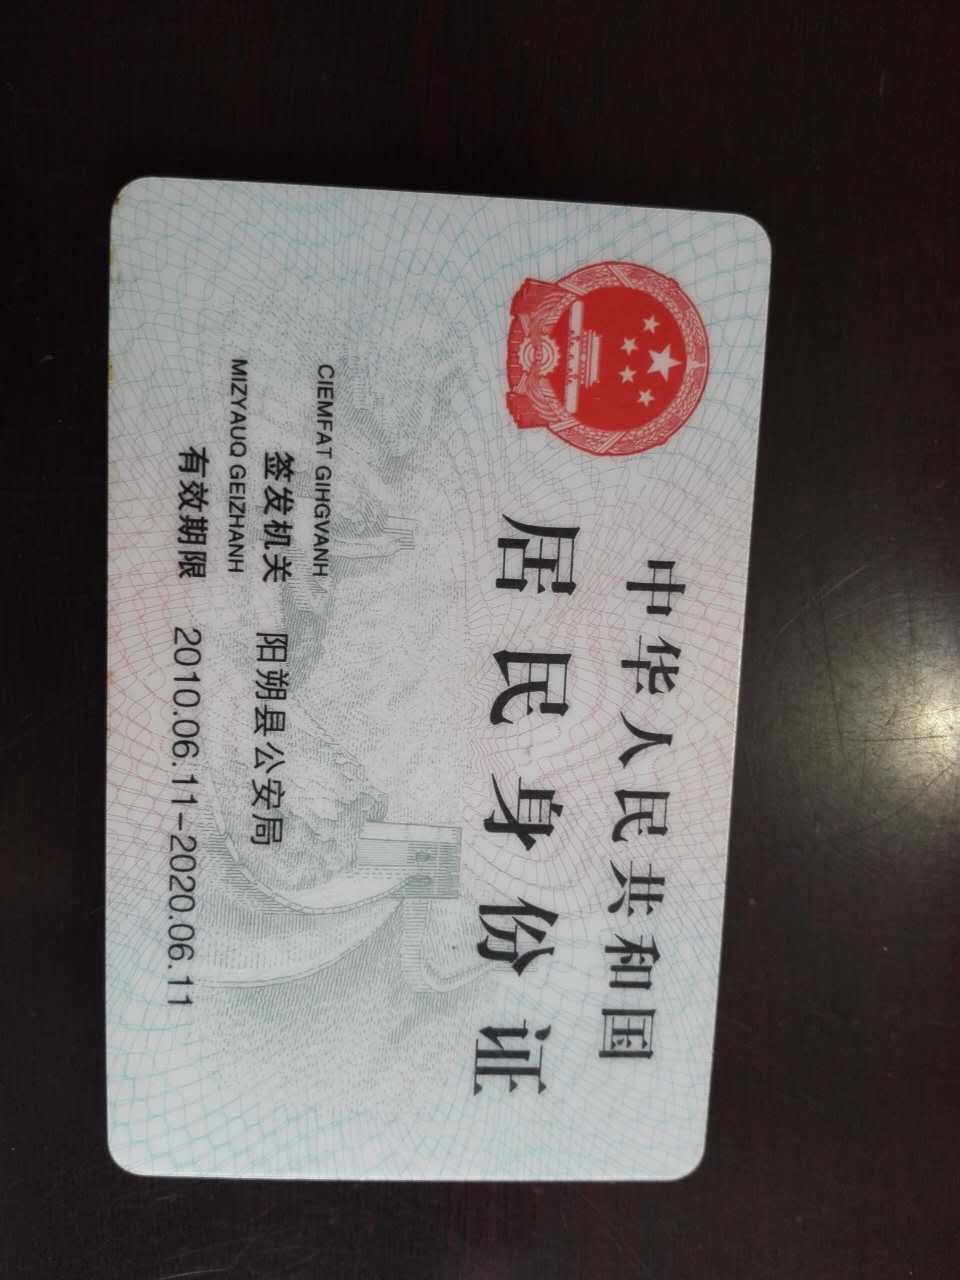 中华人民共和国
居民身份证
CIEMFAT GIHGVANH
签发机关 阳朔县公安局
MIZYAUQ GEIZHANH
有效期限 2010.06.11-2020.06.11